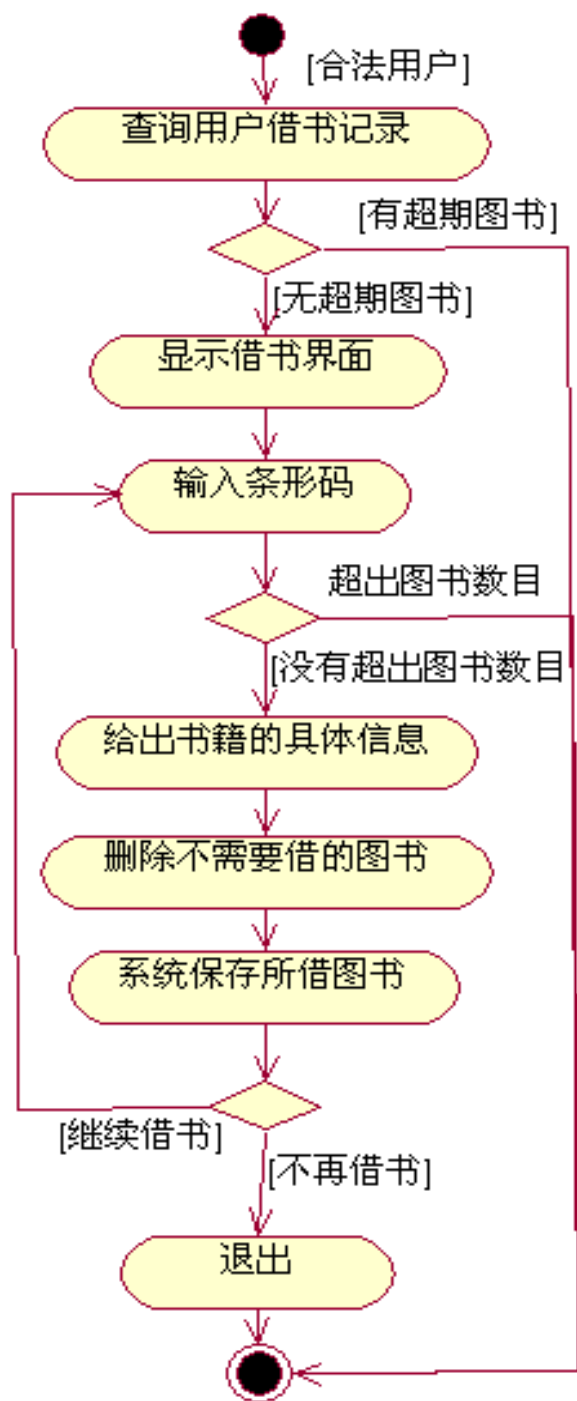 [合法用户]
查询用户借书记录
[有超期图书]
[无超期图书]
显示借书界面
输入条形码
超出图书数目
[没有超出图书数目
给出书籍的具体信息
删除不需要借的图书
系统保存所借图书
[继续借书]
[不再借书]
退出